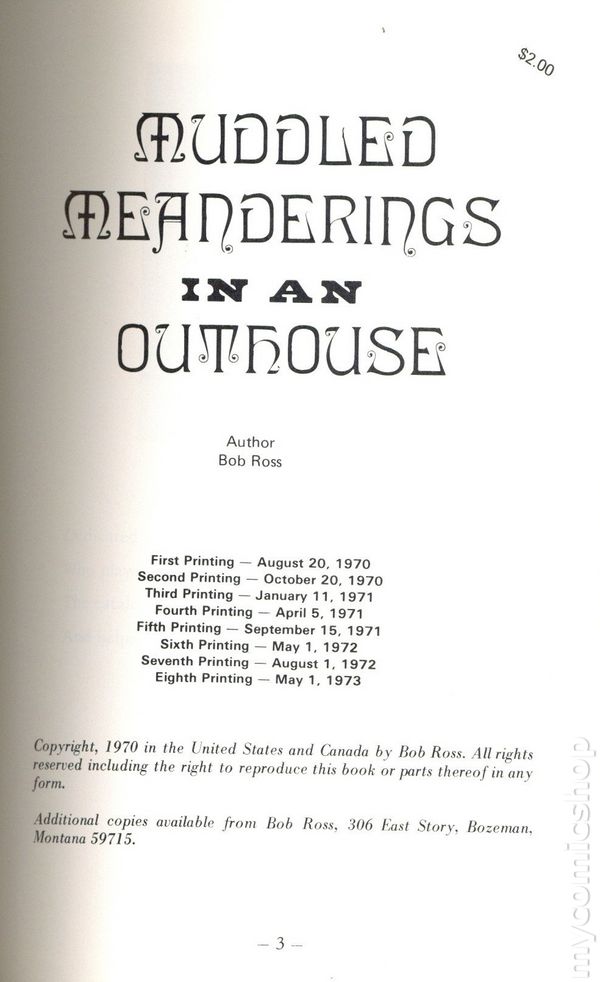 $2.00
MUDDLED
MEANDERINGS
IN AN
OUTHOUSE
Author
Bob Ross
First Printing — August 20, 1970
Second Printing — October 20, 1970
Third Printing — January 11, 1971
Fourth Printing — April 5, 1971
Fifth Printing — September 15, 1971
Sixth Printing — May 1, 1972
Seventh Printing — August 1, 1972
Eighth Printing — May 1, 1973
Copyright, 1970 in the United States and Canada by Bob Ross. All rights
reserved including the right to reproduce this book or parts thereof in any
form.
Additional copies available from Bob Ross, 306 East Story, Bozeman,
Montana 59715.
— 3 —
mycomicshop